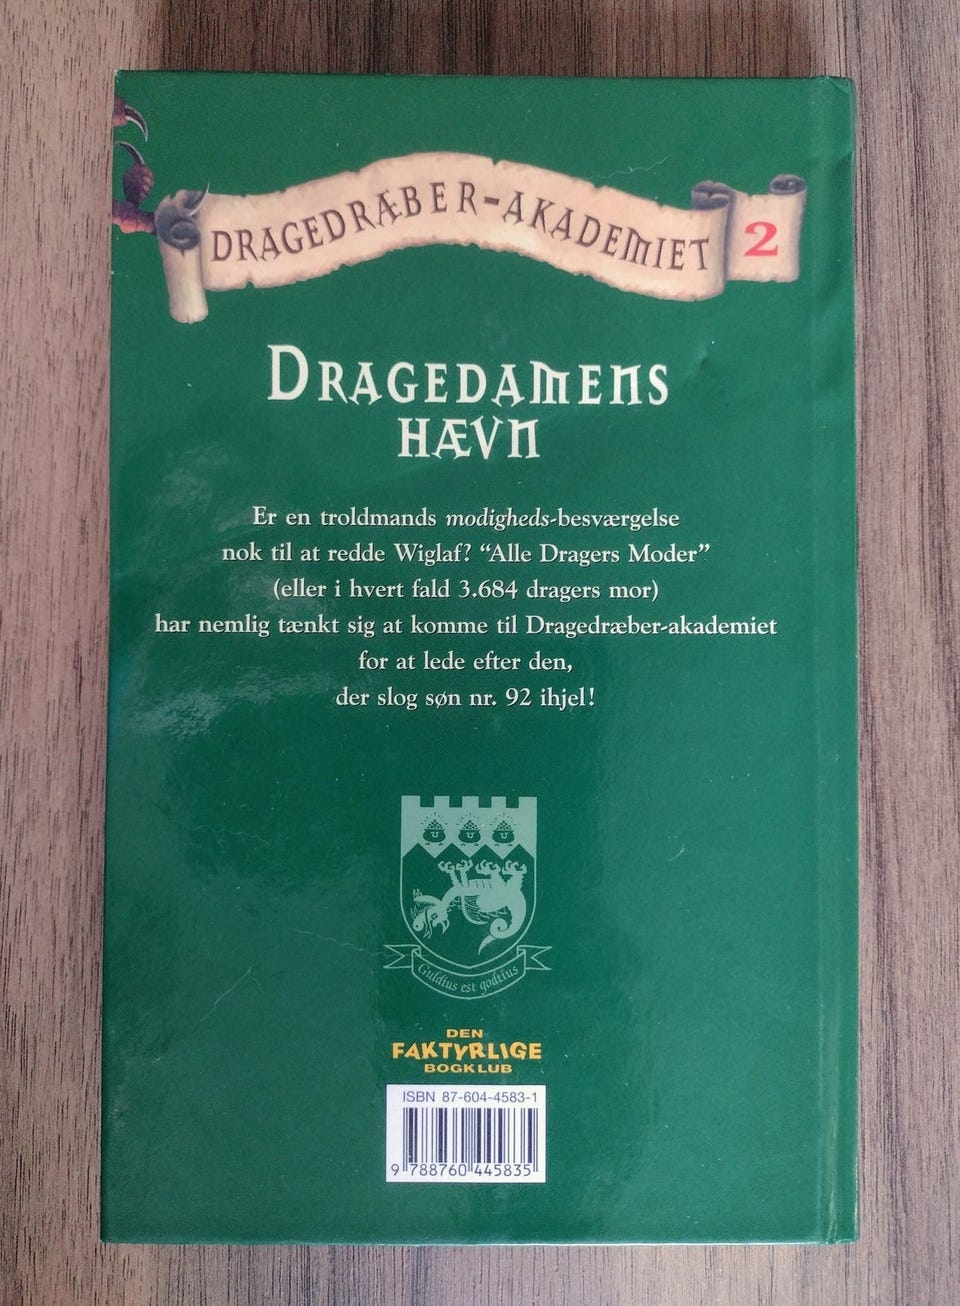 DRAGEDRÆBER-AKADEMIET 2
DRAGEDAMENS
HÆVN
Er en troldmands modigheds-besværgelse
nok til at redde Wiglaf? “Alle Dragers Moder”
(eller i hvert fald 3.684 dragers mor)
har nemlig tænkt sig at komme til Dragedræber-akademiet
for at lede efter den,
der slog søn nr. 92 ihjel!
Guldius est godtius
DEN
FAKTYRLIGE
BOGKLUB
ISBN 87-604-4583-1
9 788760 445835